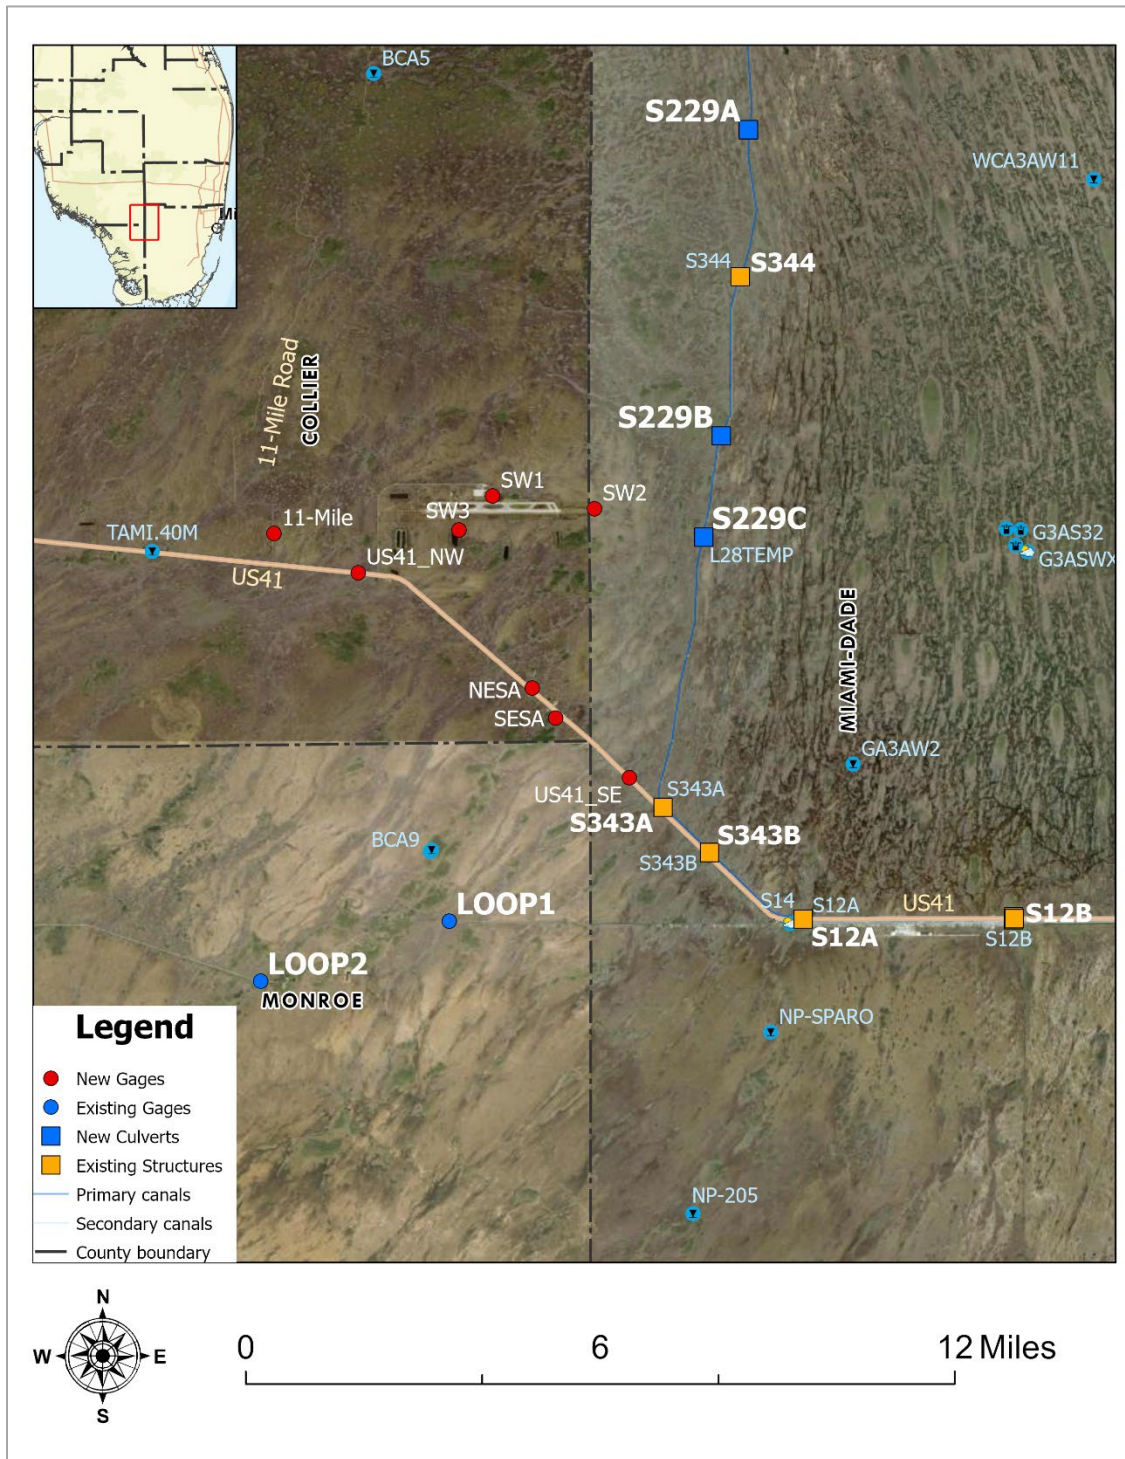 BCA5
S229A
WCA3AW11
Mi
S344
S344
11-Mile Road
COLLIER
S229B
SW1
SW2
SW3
11-Mile
TAMI.40M
US41_NW
US41
S229C
L28TEMP
G3AS32
G3ASWX
MIAMI-DADE
NESA
SESA
GA3AW2
US41_SE
S343A
S343A
S343B
S343B
BCA9
LOOP1
S14
S12A
US41
S12B
S12A
S12B
LOOP2
MONROE
NP-SPARO
NP-205
Legend
New Gages
Existing Gages
New Culverts
Existing Structures
Primary canals
Secondary canals
County boundary
N
W
E
S
0
6
12 Miles